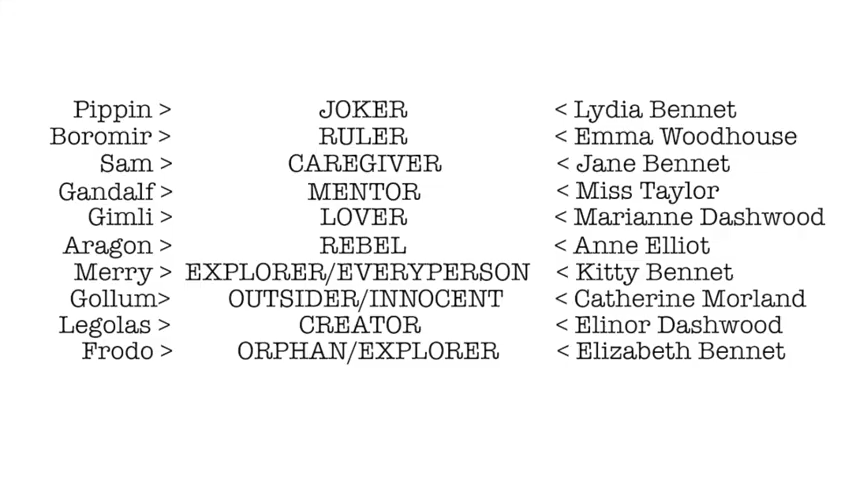 Pippin > JOKER < Lydia Bennet
Boromir > RULER < Emma Woodhouse
Sam > CAREGIVER < Jane Bennet
Gandalf > MENTOR < Miss Taylor
Gimli > LOVER < Marianne Dashwood
Aragon > REBEL < Anne Elliot
Merry > EXPLORER/EVERYPERSON < Kitty Bennet
Gollum> OUTSIDER/INNOCENT < Catherine Morland
Legolas > CREATOR < Elinor Dashwood
Frodo > ORPHAN/EXPLORER < Elizabeth Bennet